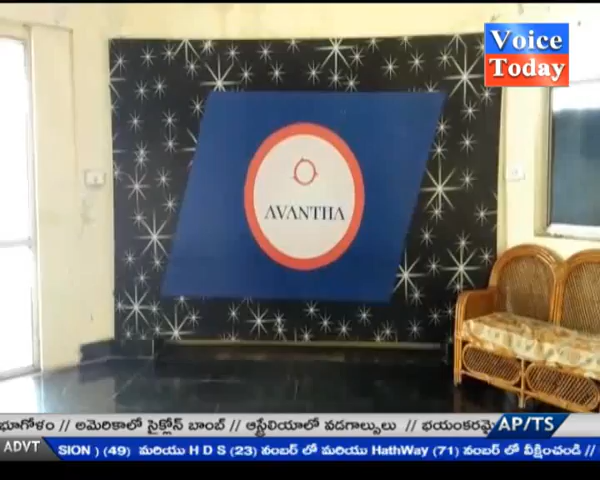 Voice
Today
AVANTHA
భూగోళం // అమెరికాలో సైక్లోన్ బాంబ్ // ఆస్ట్రేలియాలో వడగాల్పులు // భయంకరమై
AP/TS
ADVT
SION ) (49) మరియు H D S (23) నంబర్ లో మరియు HathWay (71) నంబర్ లో వీక్షించండి //